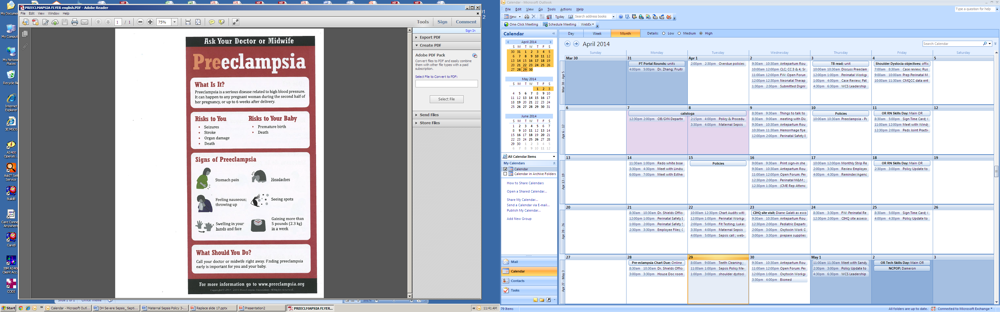 PREECLMAPSIA FLYER english.PDF - Adobe Reader
File Edit View Window Help
1 / 1 75% Tools Sign Comment
Sign In
Export PDF
Create PDF
Adobe PDF Pack
Convert files to PDF and easily combine
them with other file types with a paid
subscription.
Select File to Convert to PDF:
Select File
Send Files
Store Files
Ask Your Doctor or Midwife
Preeclampsia
What Is It?
Preeclampsia is a serious disease related to high blood pressure.
It can happen to any pregnant woman during the second half of
her pregnancy, or up to 6 weeks after delivery.
Risks to You
Seizures
Stroke
Organ damage
Death
Risks to Your Baby
Premature birth
Death
Signs of Preeclampsia
Stomach pain
Headaches
Feeling nauseous;
throwing up
Seeing spots
Swelling in your
hands and face
Gaining more than
5 pounds (2.3 kg)
in a week
What Should You Do?
Call your doctor or midwife right away. Finding preeclampsia
early is important for you and your baby.
For more information go to www.preeclampsia.org
Copyright © 2010 - 2011 Preeclampsia Foundation. All Rights Reserved.
My Documen
My Comput
My Networ
Places
Recycle Bi
Internet
Explorer
3E MSDS
AS400
Operati...
AskIT Self
Service
BuildB
Care Conne
Anywhere
CareB
IBM AS400
Client Acc.
CODI
Slide 1 of 1 Office Theme 101%
Start Calendar - Microsoft Outl... DH Severe Sepsis_ Septi... Maternal Sepsis Policy 3-... Replace slide 17.pptx Presentation2 PREECLMAPSIA FLYER... 11:41 AM
Calendar - Microsoft Outlook
File Edit View Go Tools Actions Help
Type a question for help
New Today Search address books
One-Click Meeting Schedule Meeting WebEx
Calendar
April 2014
S M T W T F S
30 31 1 2 3 4 5
6 7 8 9 10 11 12
13 14 15 16 17 18 19
20 21 22 23 24 25 26
27 28 29 30
May 2014
S M T W T F S
1 2 3
4 5 6 7 8 9 10
11 12 13 14 15 16 17
18 19 20 21 22 23 24
25 26 27 28 29 30 31
June 2014
S M T W T F S
1 2 3 4 5 6 7
8 9 10 11 12 13 14
15 16 17 18 19 20 21
22 23 24 25 26 27 28
29 30 1 2 3 4 5
6 7 8 9 10 11 12
All Calendar Items
My Calendars
Calendar
Calendar in Archive Folders
How to Share Calendars
Open a Shared Calendar...
Share My Calendar...
Send a Calendar via E-mail...
Publish My Calendar...
Add New Group
Mail
Calendar
Contacts
Tasks
79 Items
Day Week Month Details: Low Medium High
April 2014
Search Calendar
Sunday Monday Tuesday Wednesday Thursday Friday Saturday
Mar 30 - Apr 5
Mar 30
31
PT Portal Rounds; units
4:00pm 5:00pm Dr. Zhang; Fruitr
Apr 1
2:00pm 2:30pm Overdue policies
2
9:30am 10:30am Antepartum Rou
10:00am 12:00pm CLC; CC 3 & 4; Sr
11:00am 12:00pm FW: Open Forun
12:00pm 12:30pm Neonatal Therap
1:30pm 2:30pm Submitted Digni
3
TB read; unit
10:00am 10:30am Discuss Preeclam
12:00pm 1:00pm Perinatal Workgr
1:00pm 4:00pm Case Review; Pat
4:30pm 6:30pm WCS Leadership
4
Shoulder Dystocia objectives; offic
7:00am 8:30am Case review; Rus
9:00am 10:00am Prep Perinatal M
10:00am 11:30am CMQCC data ent
5
Apr 6 - 12
6
7
calistoga
12:30pm 2:00pm OB/GYN Departm
8
2:15pm 4:00pm Policy & Procedu
3:30pm 4:00pm Maternal Sepsis
9
8:30am 9:30am Things to talk to
8:30am 9:00am meeting with Dia
9:30am 10:30am Antepartum Rou
10:30am 11:30am Hemorrhage flye
12:00pm 2:00pm Perinatal Safety E
10
Policies
10:00am 10:30am Preeclampsia - Pa
11
OR RN Skills Day; Main OR
8:30am 5:00pm Sign Time Card; (
11:00am 12:00pm Meet with Windy
12:30pm 2:00pm Peds Joint Practi
12
Apr 13 - 19
13
14
11:30am 1:00pm Redo white boar
3:30pm 4:30pm Meet with Lindsa
6:00pm 7:00pm Meet with Esther
15
Policies
16
9:00am 9:30am Print sign-in she
9:30am 10:30am Antepartum Rou
11:00am 12:00pm Open Forum: Per
12:30pm 2:00pm Perinatal M&M ;
12:30pm 1:30pm (CME Rep Attenc
17
10:00am 12:00pm Monthly Strip Re
2:00pm 3:30pm Review Employee
4:00pm 4:30pm Reminder/Agenc
18
OR RN Skills Day; Main OR
2:30pm 3:00pm Policy Update to
19
Apr 20 - 26
20
21
8:30am 10:30am Dr. Shields Office
12:00pm 1:00pm Perinatal Safety I
1:00pm 2:00pm Perinatal Safety S
2:30pm 3:30pm Employee Files; C
22
10:00am 12:30pm Chart Audits witl
12:00pm 1:00pm Perinatal Workgr
2:00pm 5:00pm Fit Testing; Luker
3:30pm 4:00pm Maternal Sepsis
4:00pm 5:00pm Sepsis call ; webe
23
CIHQ site visit; Diane Galati as esco
9:30am 10:30am Antepartum Rou
12:30pm 2:00pm Pediatric Departr
2:00pm 3:00pm Oxytocin Work G
3:00pm 3:30pm prepare supplies
24
8:30am 3:30pm FW: Perinatal Re
12:30pm 2:00pm CIHQ site assessi
25
8:30am 5:00pm Sign Time Card; (
4:00pm 4:30pm Policy Update to
26
Apr 27 - May 3
27
28
Pre-eclampsia Chart Due; Online
8:30am 10:30am Dr. Shields Office
3:00pm 3:30pm House Doc room
29
8:00am 9:00am Teeth Cleaning ;
11:00am 1:00pm Sepsis Policy Mee
1:00pm 3:00pm shoulder dystoci
30
9:30am 10:30am Antepartum Rou
11:00am 12:00pm Open Forum: Per
12:00pm 1:00pm Oxytocin Workgr
3:30pm 4:00pm Biomed
May 1
11:00am 11:30am Meet with Sandy
2:30pm 3:00pm Policy Update to
4:30pm 6:30pm WCS Leadership
2
OR Tech Skills Day; Main OR
NCPOP; Dameron
3
All folders are up to date. Connected to Microsoft Exchange